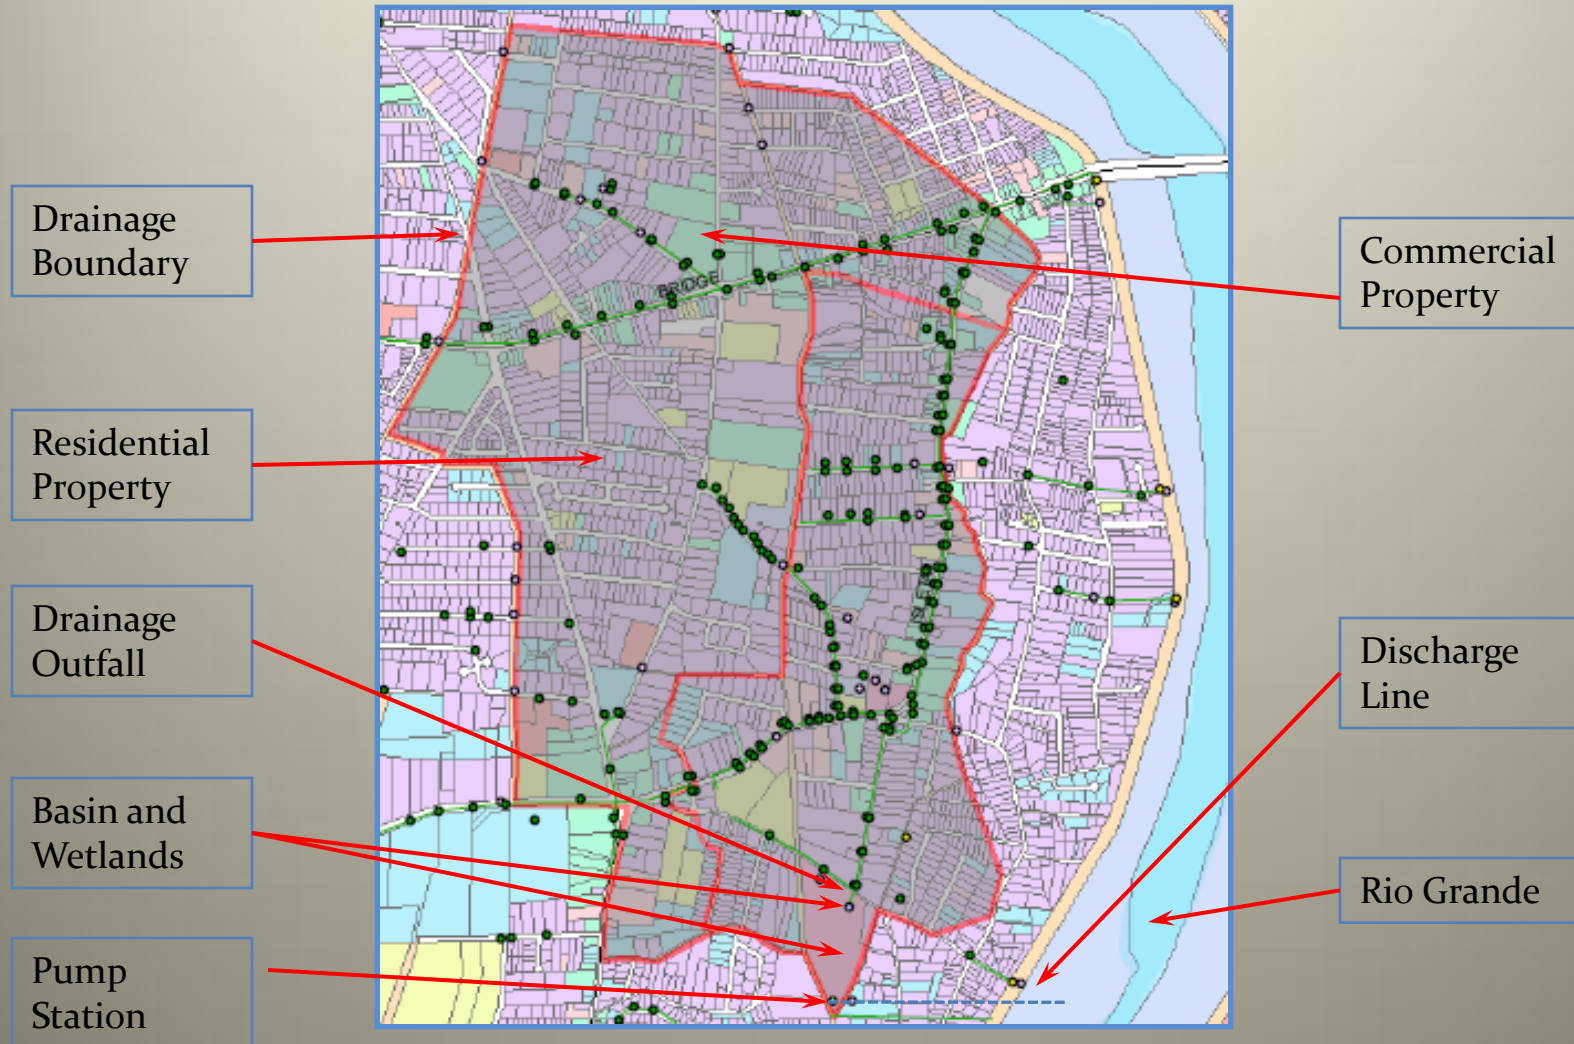 Drainage
Boundary
Residential
Property
Drainage
Outfall
Basin and
Wetlands
Pump
Station
BRIDGE
Commercial
Property
Discharge
Line
Rio Grande